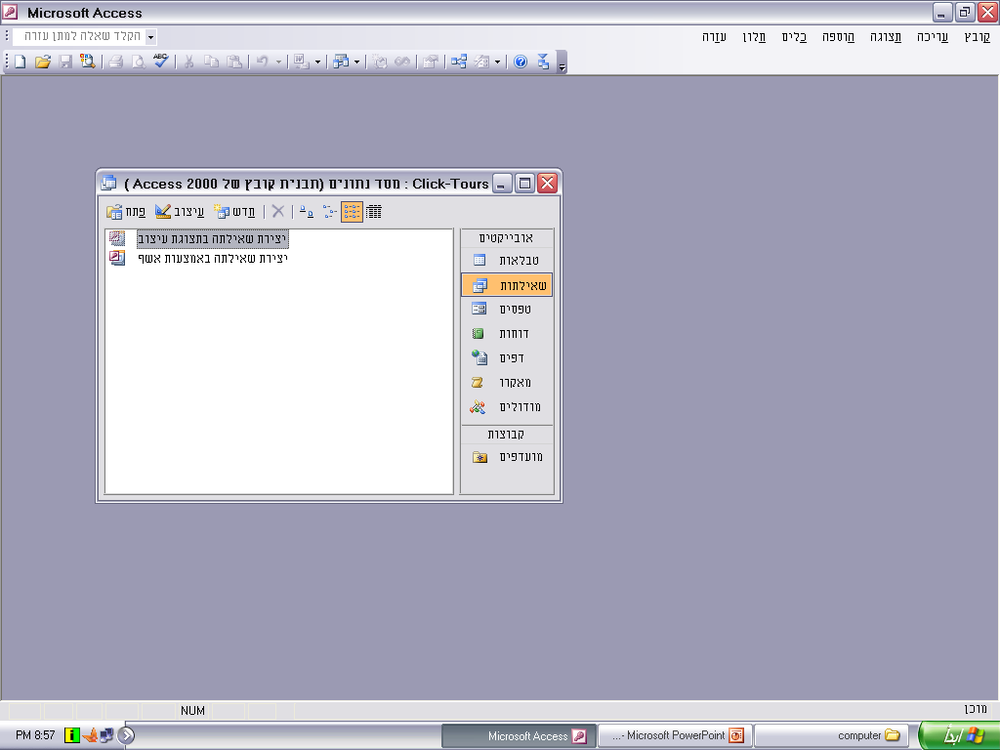 Microsoft Access
קובץ עריכה תצוגה הוספה כלים חלון עזרה
הקלד שאלה למתן עזרה
Click-Tours : מסד נתונים (תבנית קובץ של Access 2000 )
פתח עיצוב חדש
אובייקטים
טבלאות
שאילתות
טפסים
דוחות
דפים
מאקרו
מודולים
קבוצות
מועדפים
יצירת שאילתה בתצוגת עיצוב
יצירת שאילתה באמצעות אשף
מוכן
NUM
ابدأ
computer
Microsoft PowerPoint -...
Microsoft Access
PM 8:57